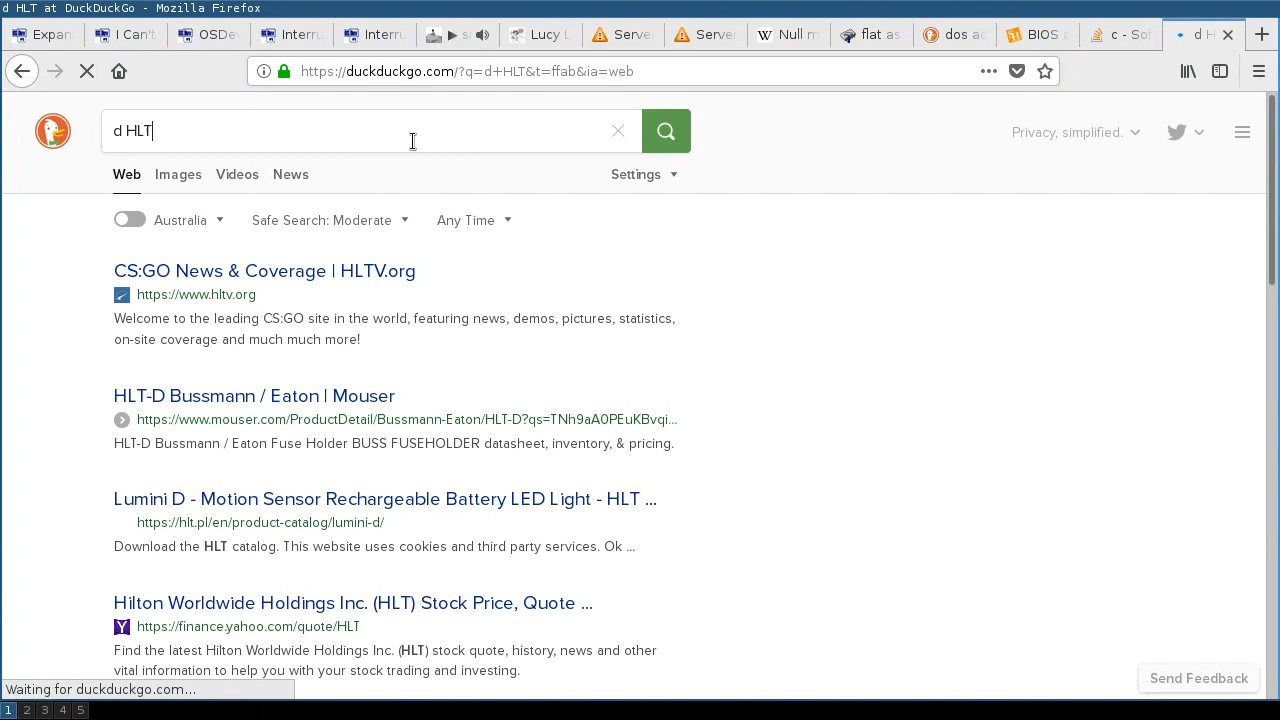 d HLT at DuckDuckGo - Mozilla Firefox
Expan I Can't OSDev Interru Interru ▶ s Lucy L Server Server Null m flat as dos ac BIOS a c - Sof d H
https://duckduckgo.com/?q=d+HLT&t=ffab&ia=web
d HLT
Privacy, simplified.
Web Images Videos News Settings
Australia Safe Search: Moderate Any Time
CS:GO News & Coverage | HLTV.org
https://www.hltv.org
Welcome to the leading CS:GO site in the world, featuring news, demos, pictures, statistics,
on-site coverage and much much more!
HLT-D Bussmann / Eaton | Mouser
https://www.mouser.com/ProductDetail/Bussmann-Eaton/HLT-D?qs=TNh9aA0PEuKBvqi...
HLT-D Bussmann / Eaton Fuse Holder BUSS FUSEHOLDER datasheet, inventory, & pricing.
Lumini D - Motion Sensor Rechargeable Battery LED Light - HLT ...
https://hlt.pl/en/product-catalog/lumini-d/
Download the HLT catalog. This website uses cookies and third party services. Ok ...
Hilton Worldwide Holdings Inc. (HLT) Stock Price, Quote ...
https://finance.yahoo.com/quote/HLT
Find the latest Hilton Worldwide Holdings Inc. (HLT) stock quote, history, news and other
vital information to help you with your stock trading and investing.
Send Feedback
Waiting for duckduckgo.com...
1 2 3 4 5